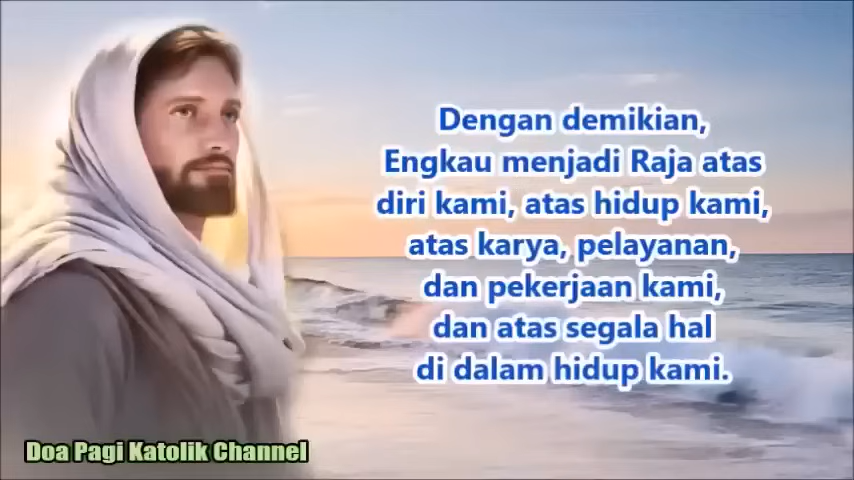 Dengan demikian,
Engkau menjadi Raja atas
diri kami, atas hidup kami,
atas karya, pelayanan,
dan pekerjaan kami,
dan atas segala hal
di dalam hidup kami.
Doa Pagi Katolik Channel